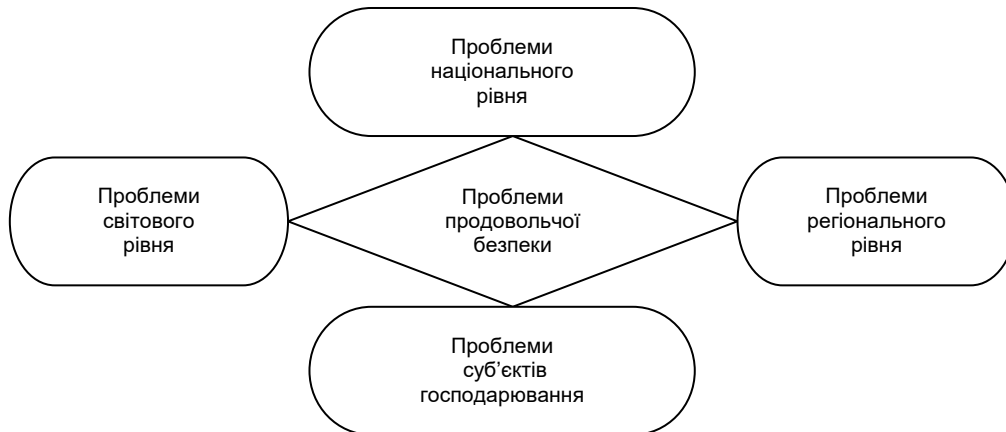 Проблеми
національного
рівня
Проблеми
світового
рівня
Проблеми
продовольчої
безпеки
Проблеми
регіонального
рівня
Проблеми
суб’єктів
господарювання